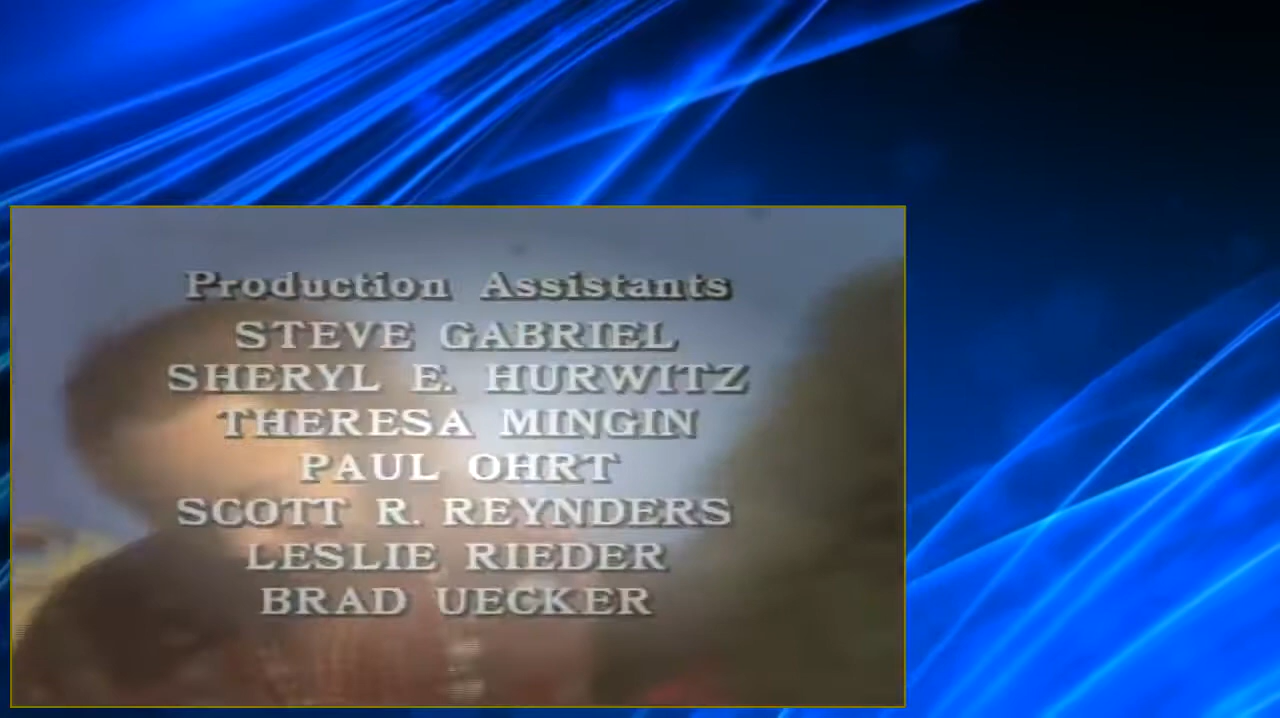 Production Assistants
STEVE GABRIEL
SHERYL E. HURWITZ
THERESA MINGIN
PAUL OHRT
SCOTT R. REYNDERS
LESLIE RIEDER
BRAD UECKER